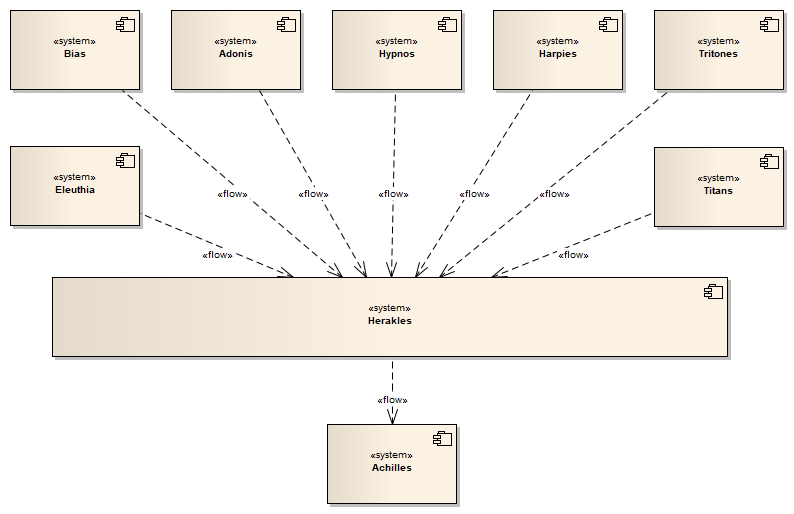 «system»
Bias
«system»
Adonis
«system»
Hypnos
«system»
Harpies
«system»
Tritones
«system»
Eleuthia
«system»
Titans
«flow»
«flow»
«flow»
«flow»
«flow»
«flow»
«flow»
«system»
Herakles
«flow»
«system»
Achilles